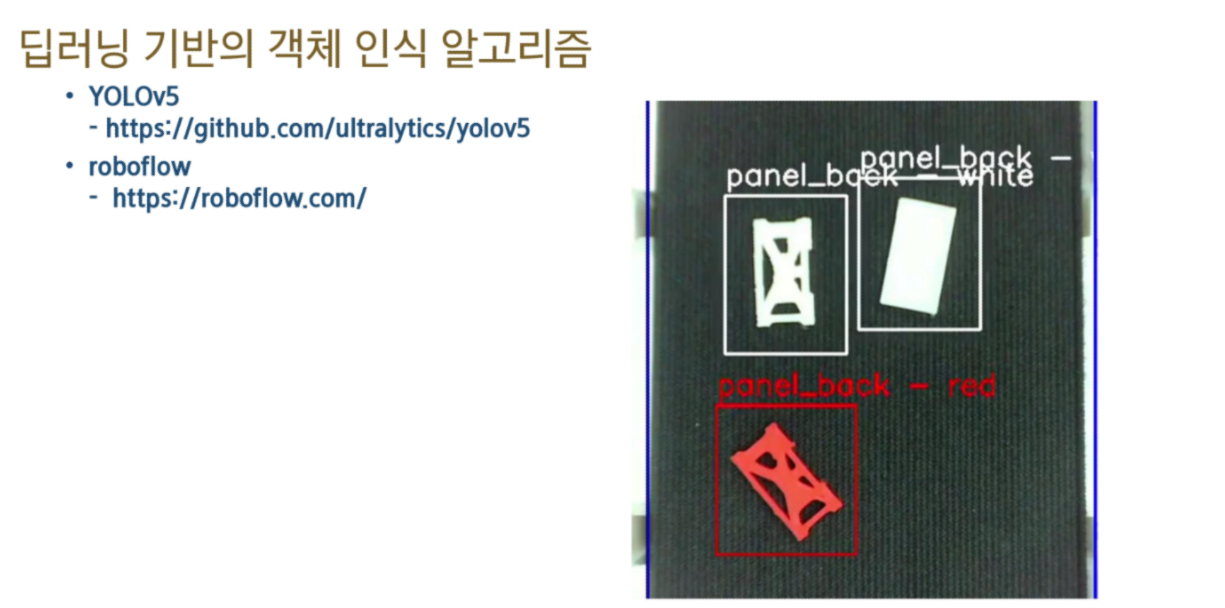 딥러닝 기반의 객체 인식 알고리즘
• YOLOv5
- https://github.com/ultralytics/yolov5
• roboflow
- https://roboflow.com/
panel_back -
panel_back - white
panel_back - red